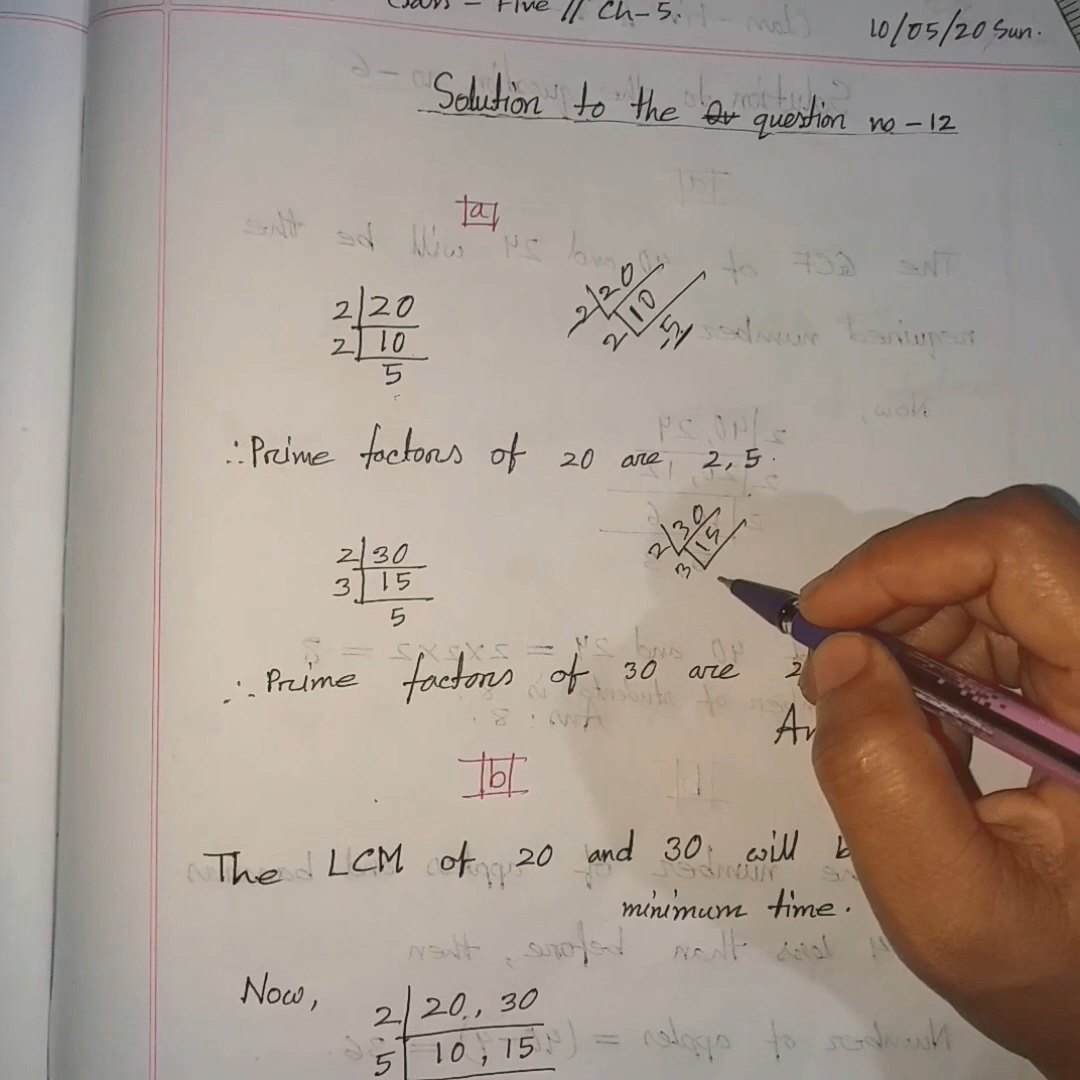 Class - Five // Ch-5.
10/05/20 Sun.
Solution to the question no -12
a
2 | 20
2 | 10
5
2 | 20
2 | 10
5
∴ Prime factors of 20 are 2, 5.
2 | 30
3 | 15
5
2 | 30
3 | 15
∴ Prime factors of 30 are 2
b
The LCM of 20 and 30 will
minimum time.
Now,
2 | 20, 30
5 | 10, 15